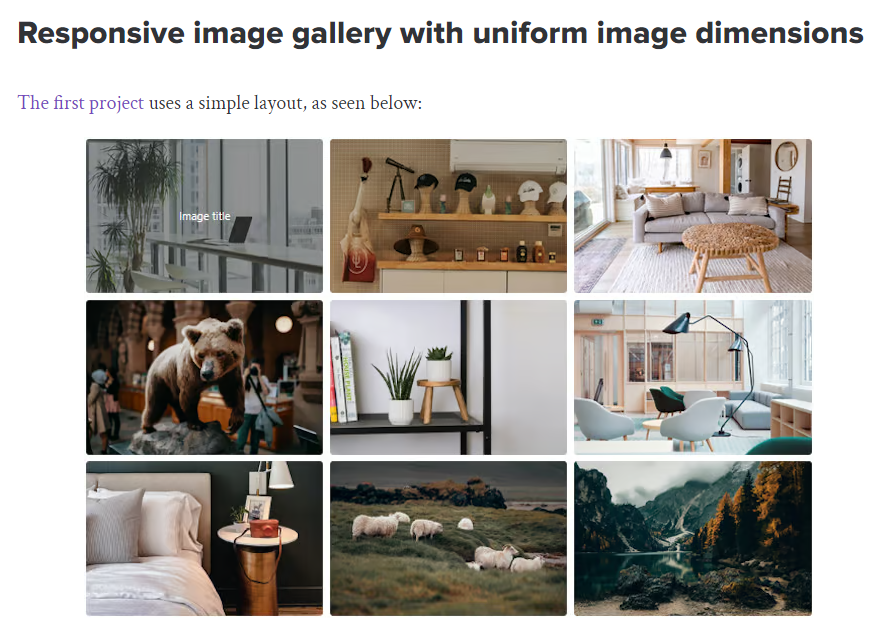 Responsive image gallery with uniform image dimensions
The first project uses a simple layout, as seen below:
Image title